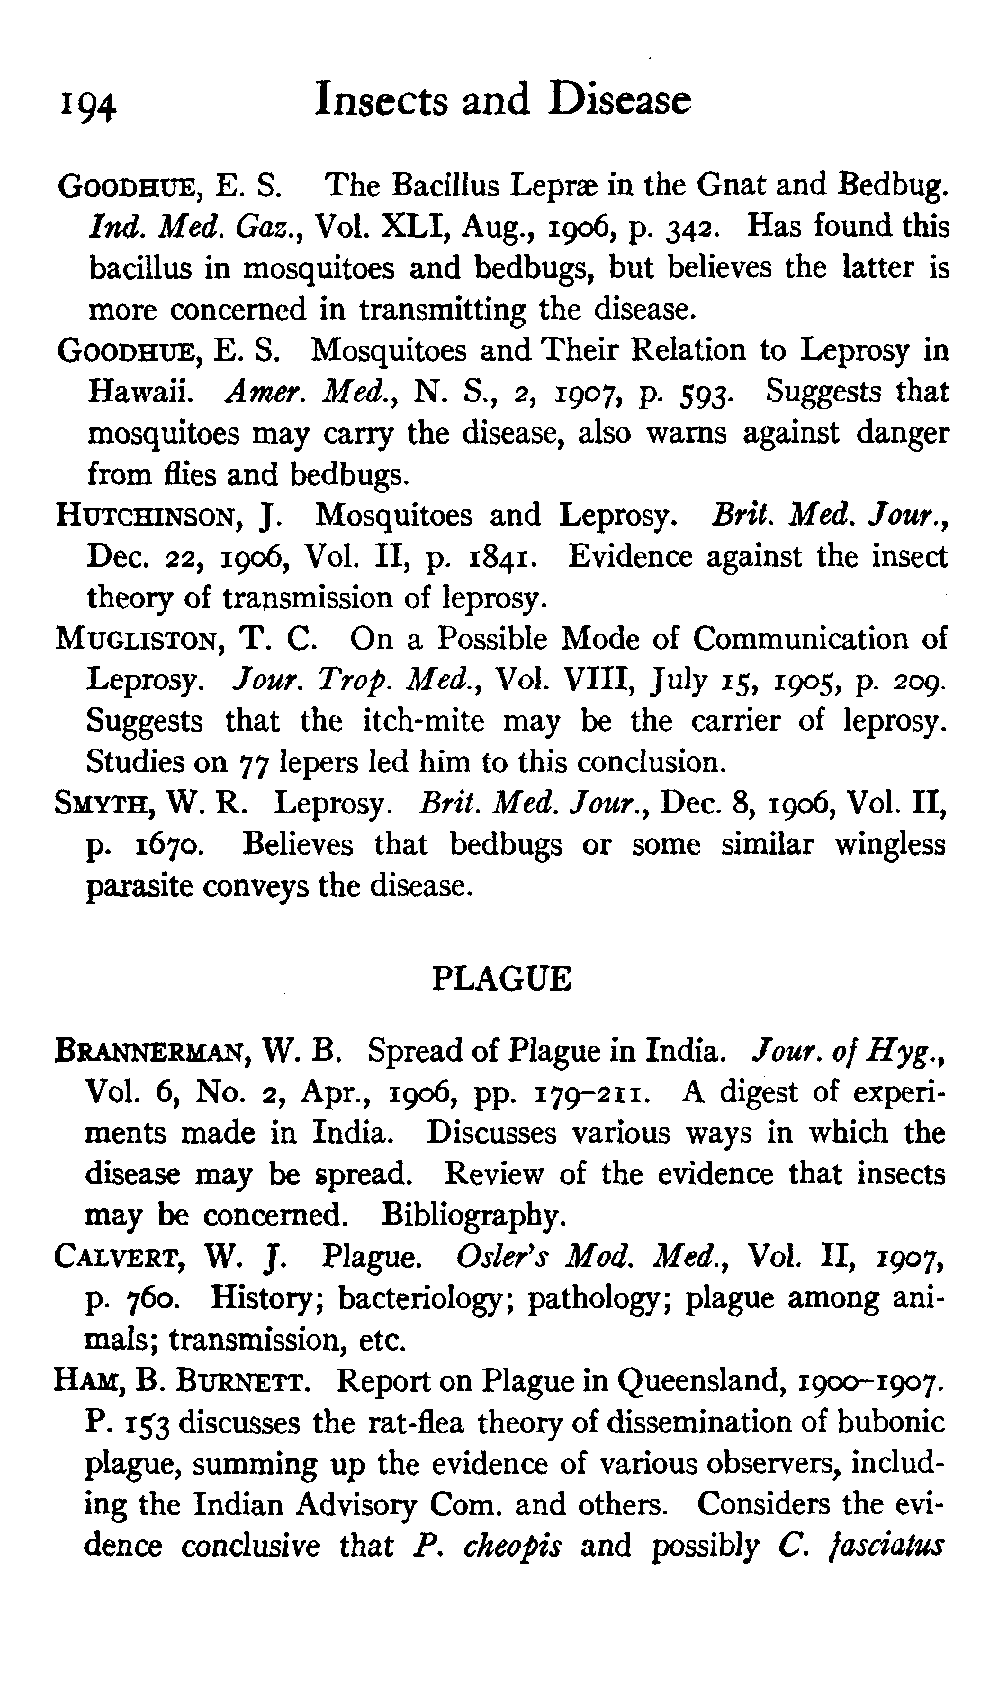 194 Insects and Disease
GOODHUE, E. S. The Bacillus Lepræ in the Gnat and Bedbug.
Ind. Med. Gaz., Vol. XLI, Aug., 1906, p. 342. Has found this
bacillus in mosquitoes and bedbugs, but believes the latter is
more concerned in transmitting the disease.
GOODHUE, E. S. Mosquitoes and Their Relation to Leprosy in
Hawaii. Amer. Med., N. S., 2, 1907, p. 593. Suggests that
mosquitoes may carry the disease, also warns against danger
from flies and bedbugs.
HUTCHINSON, J. Mosquitoes and Leprosy. Brit. Med. Jour.,
Dec. 22, 1906, Vol. II, p. 1841. Evidence against the insect
theory of transmission of leprosy.
MUGLISTON, T. C. On a Possible Mode of Communication of
Leprosy. Jour. Trop. Med., Vol. VIII, July 15, 1905, p. 209.
Suggests that the itch-mite may be the carrier of leprosy.
Studies on 77 lepers led him to this conclusion.
SMYTH, W. R. Leprosy. Brit. Med. Jour., Dec. 8, 1906, Vol. II,
p. 1670. Believes that bedbugs or some similar wingless
parasite conveys the disease.
PLAGUE
BRANNERMAN, W. B. Spread of Plague in India. Jour. of Hyg.,
Vol. 6, No. 2, Apr., 1906, pp. 179–211. A digest of experi-
ments made in India. Discusses various ways in which the
disease may be spread. Review of the evidence that insects
may be concerned. Bibliography.
CALVERT, W. J. Plague. Osler's Mod. Med., Vol. II, 1907,
p. 760. History; bacteriology; pathology; plague among ani-
mals; transmission, etc.
HAM, B. BURNETT. Report on Plague in Queensland, 1900–1907.
P. 153 discusses the rat-flea theory of dissemination of bubonic
plague, summing up the evidence of various observers, includ-
ing the Indian Advisory Com. and others. Considers the evi-
dence conclusive that P. cheopis and possibly C. fasciatus